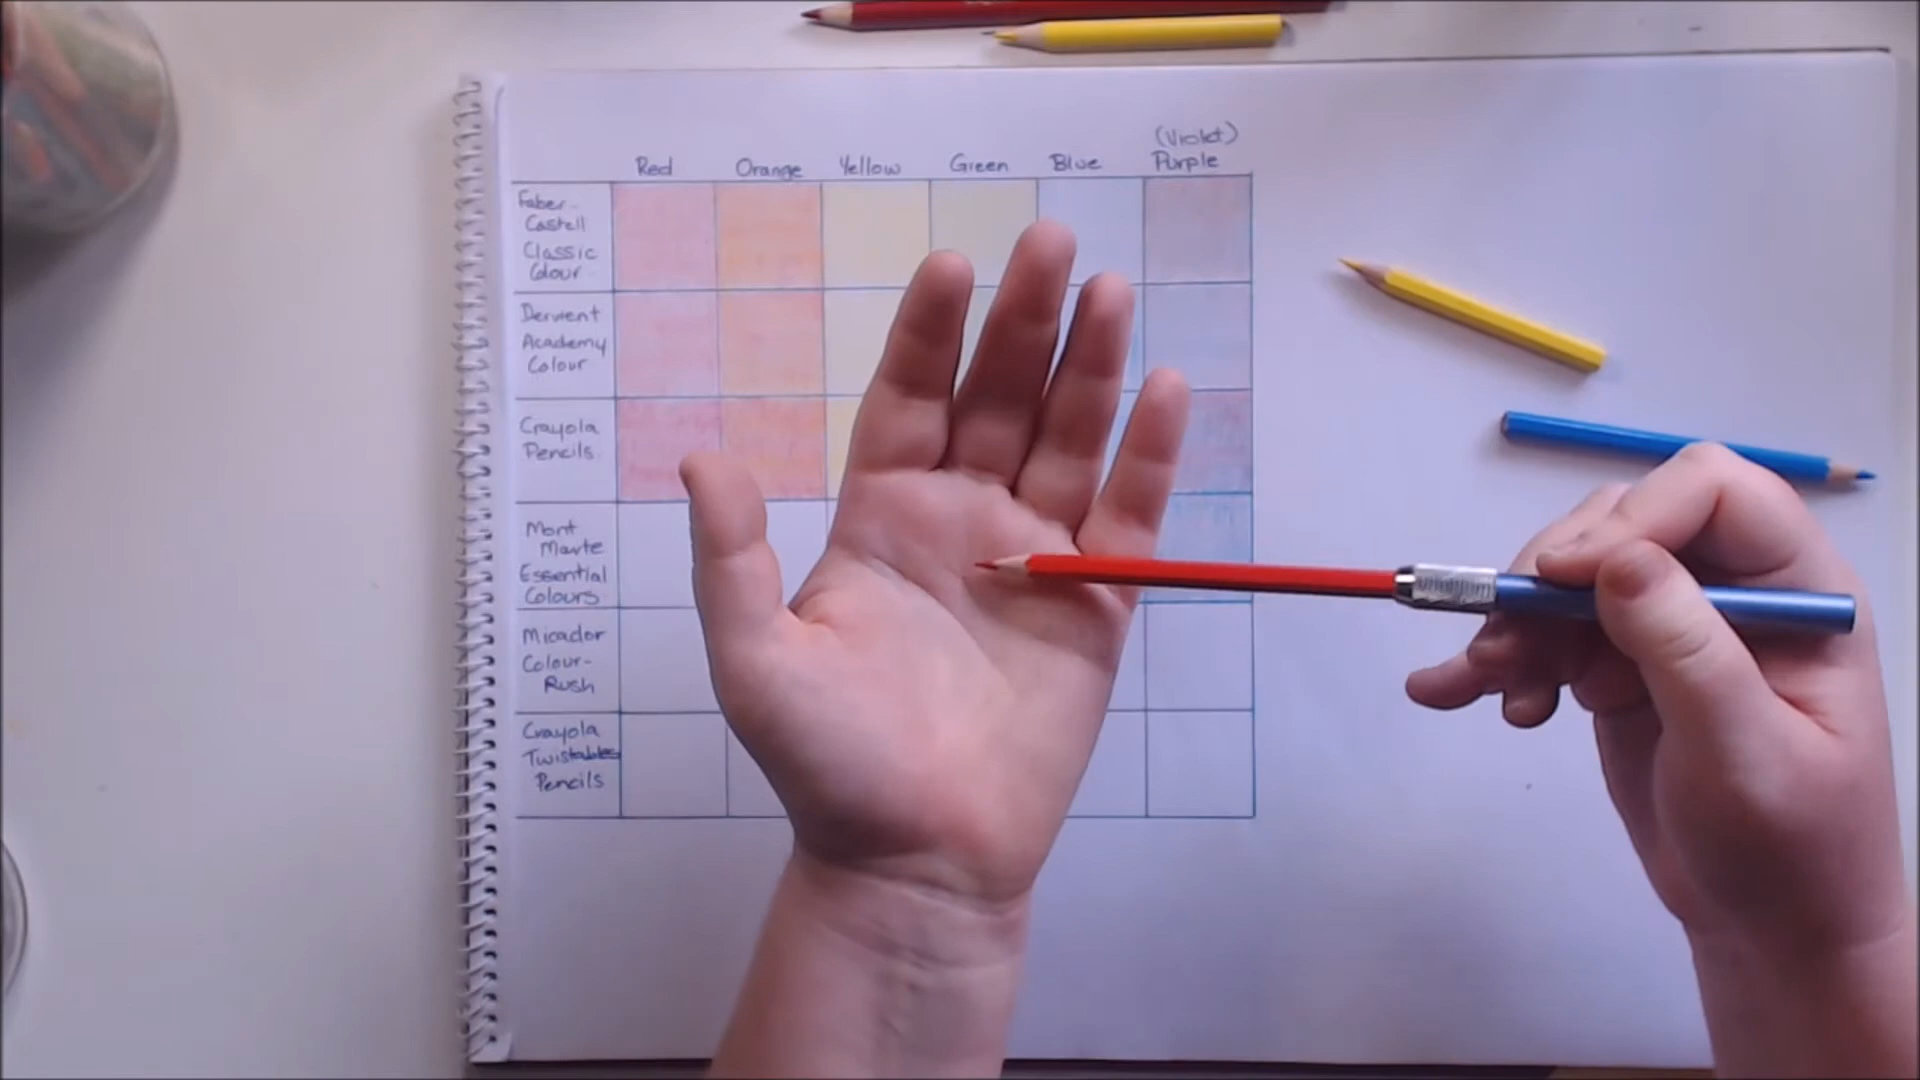 (Violet)
Red Orange Yellow Green Blue Purple
Faber-
Castell
Classic
Colour
Derwent
Academy
Colour
Crayola
Pencils
Mont
Marte
Essential
Colours
Micador
Colour-
Rush
Crayola
Twistables
Pencils